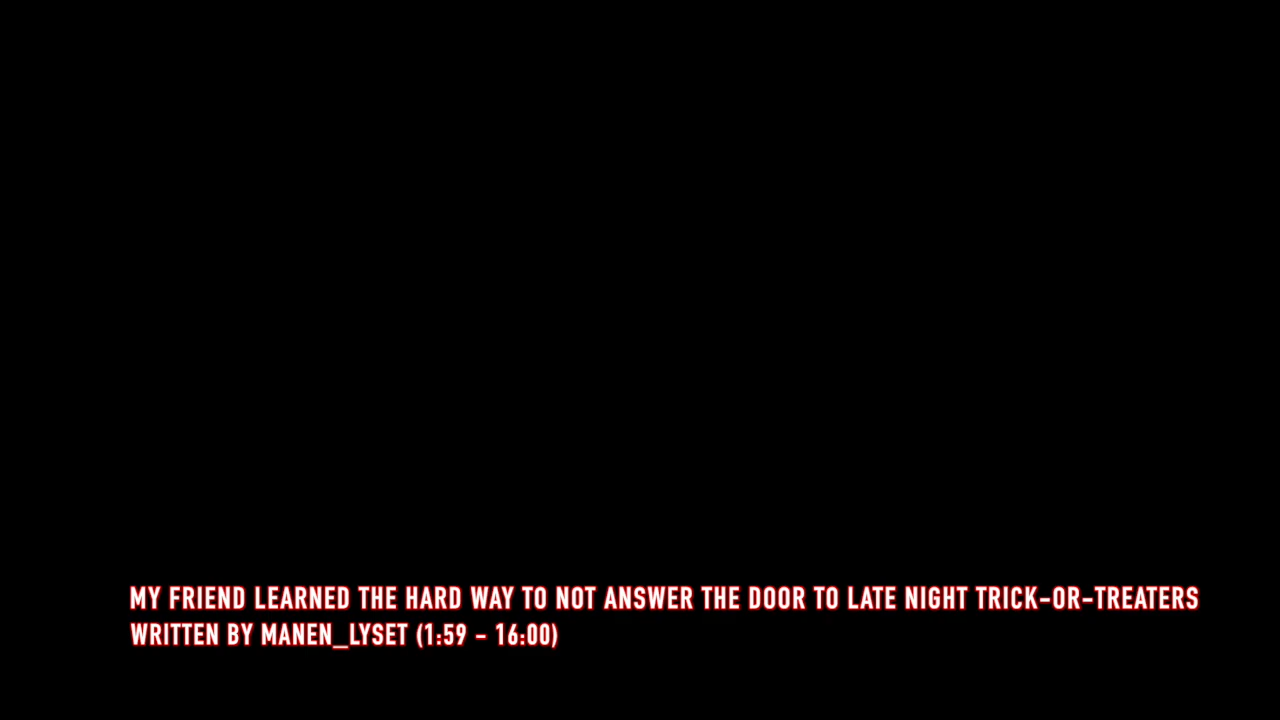 MY FRIEND LEARNED THE HARD WAY TO NOT ANSWER THE DOOR TO LATE NIGHT TRICK-OR-TREATERS
WRITTEN BY MANEN_LYSET (1:59 - 16:00)